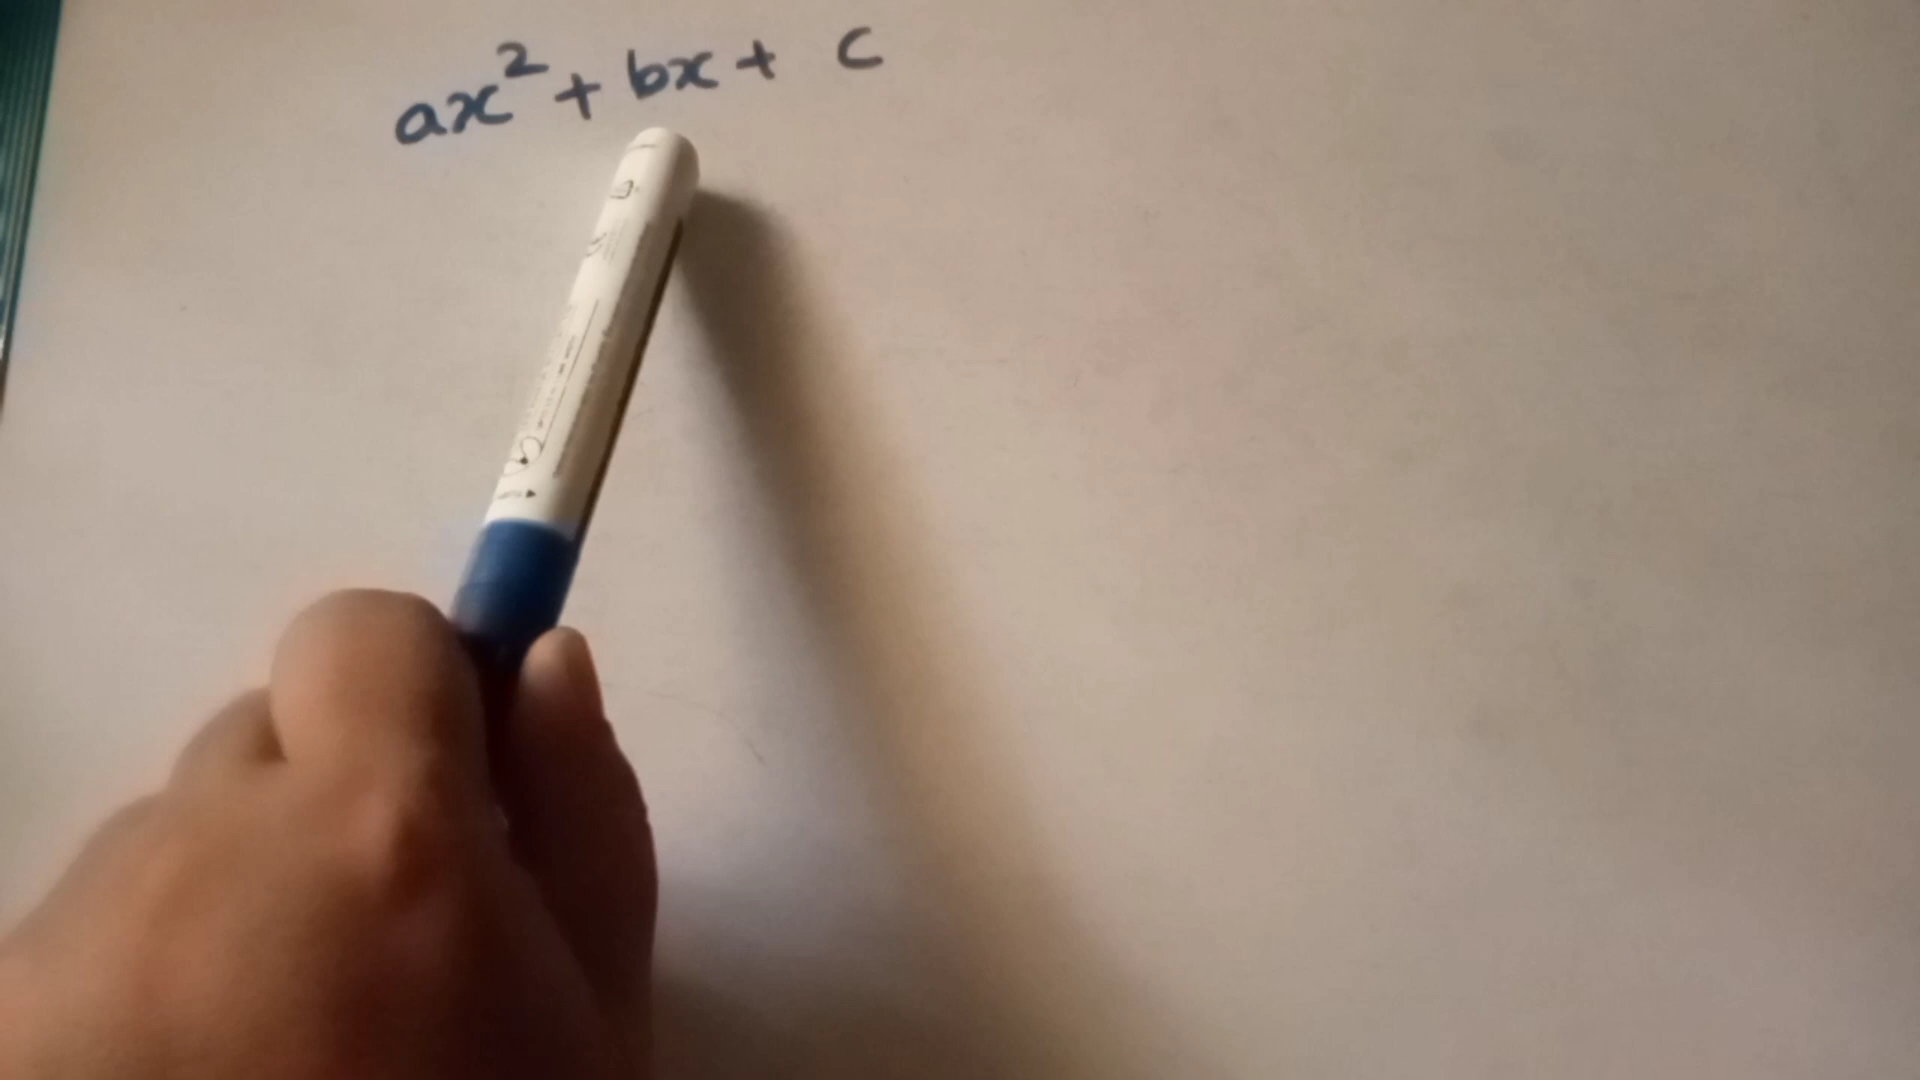 ax² + bx + c